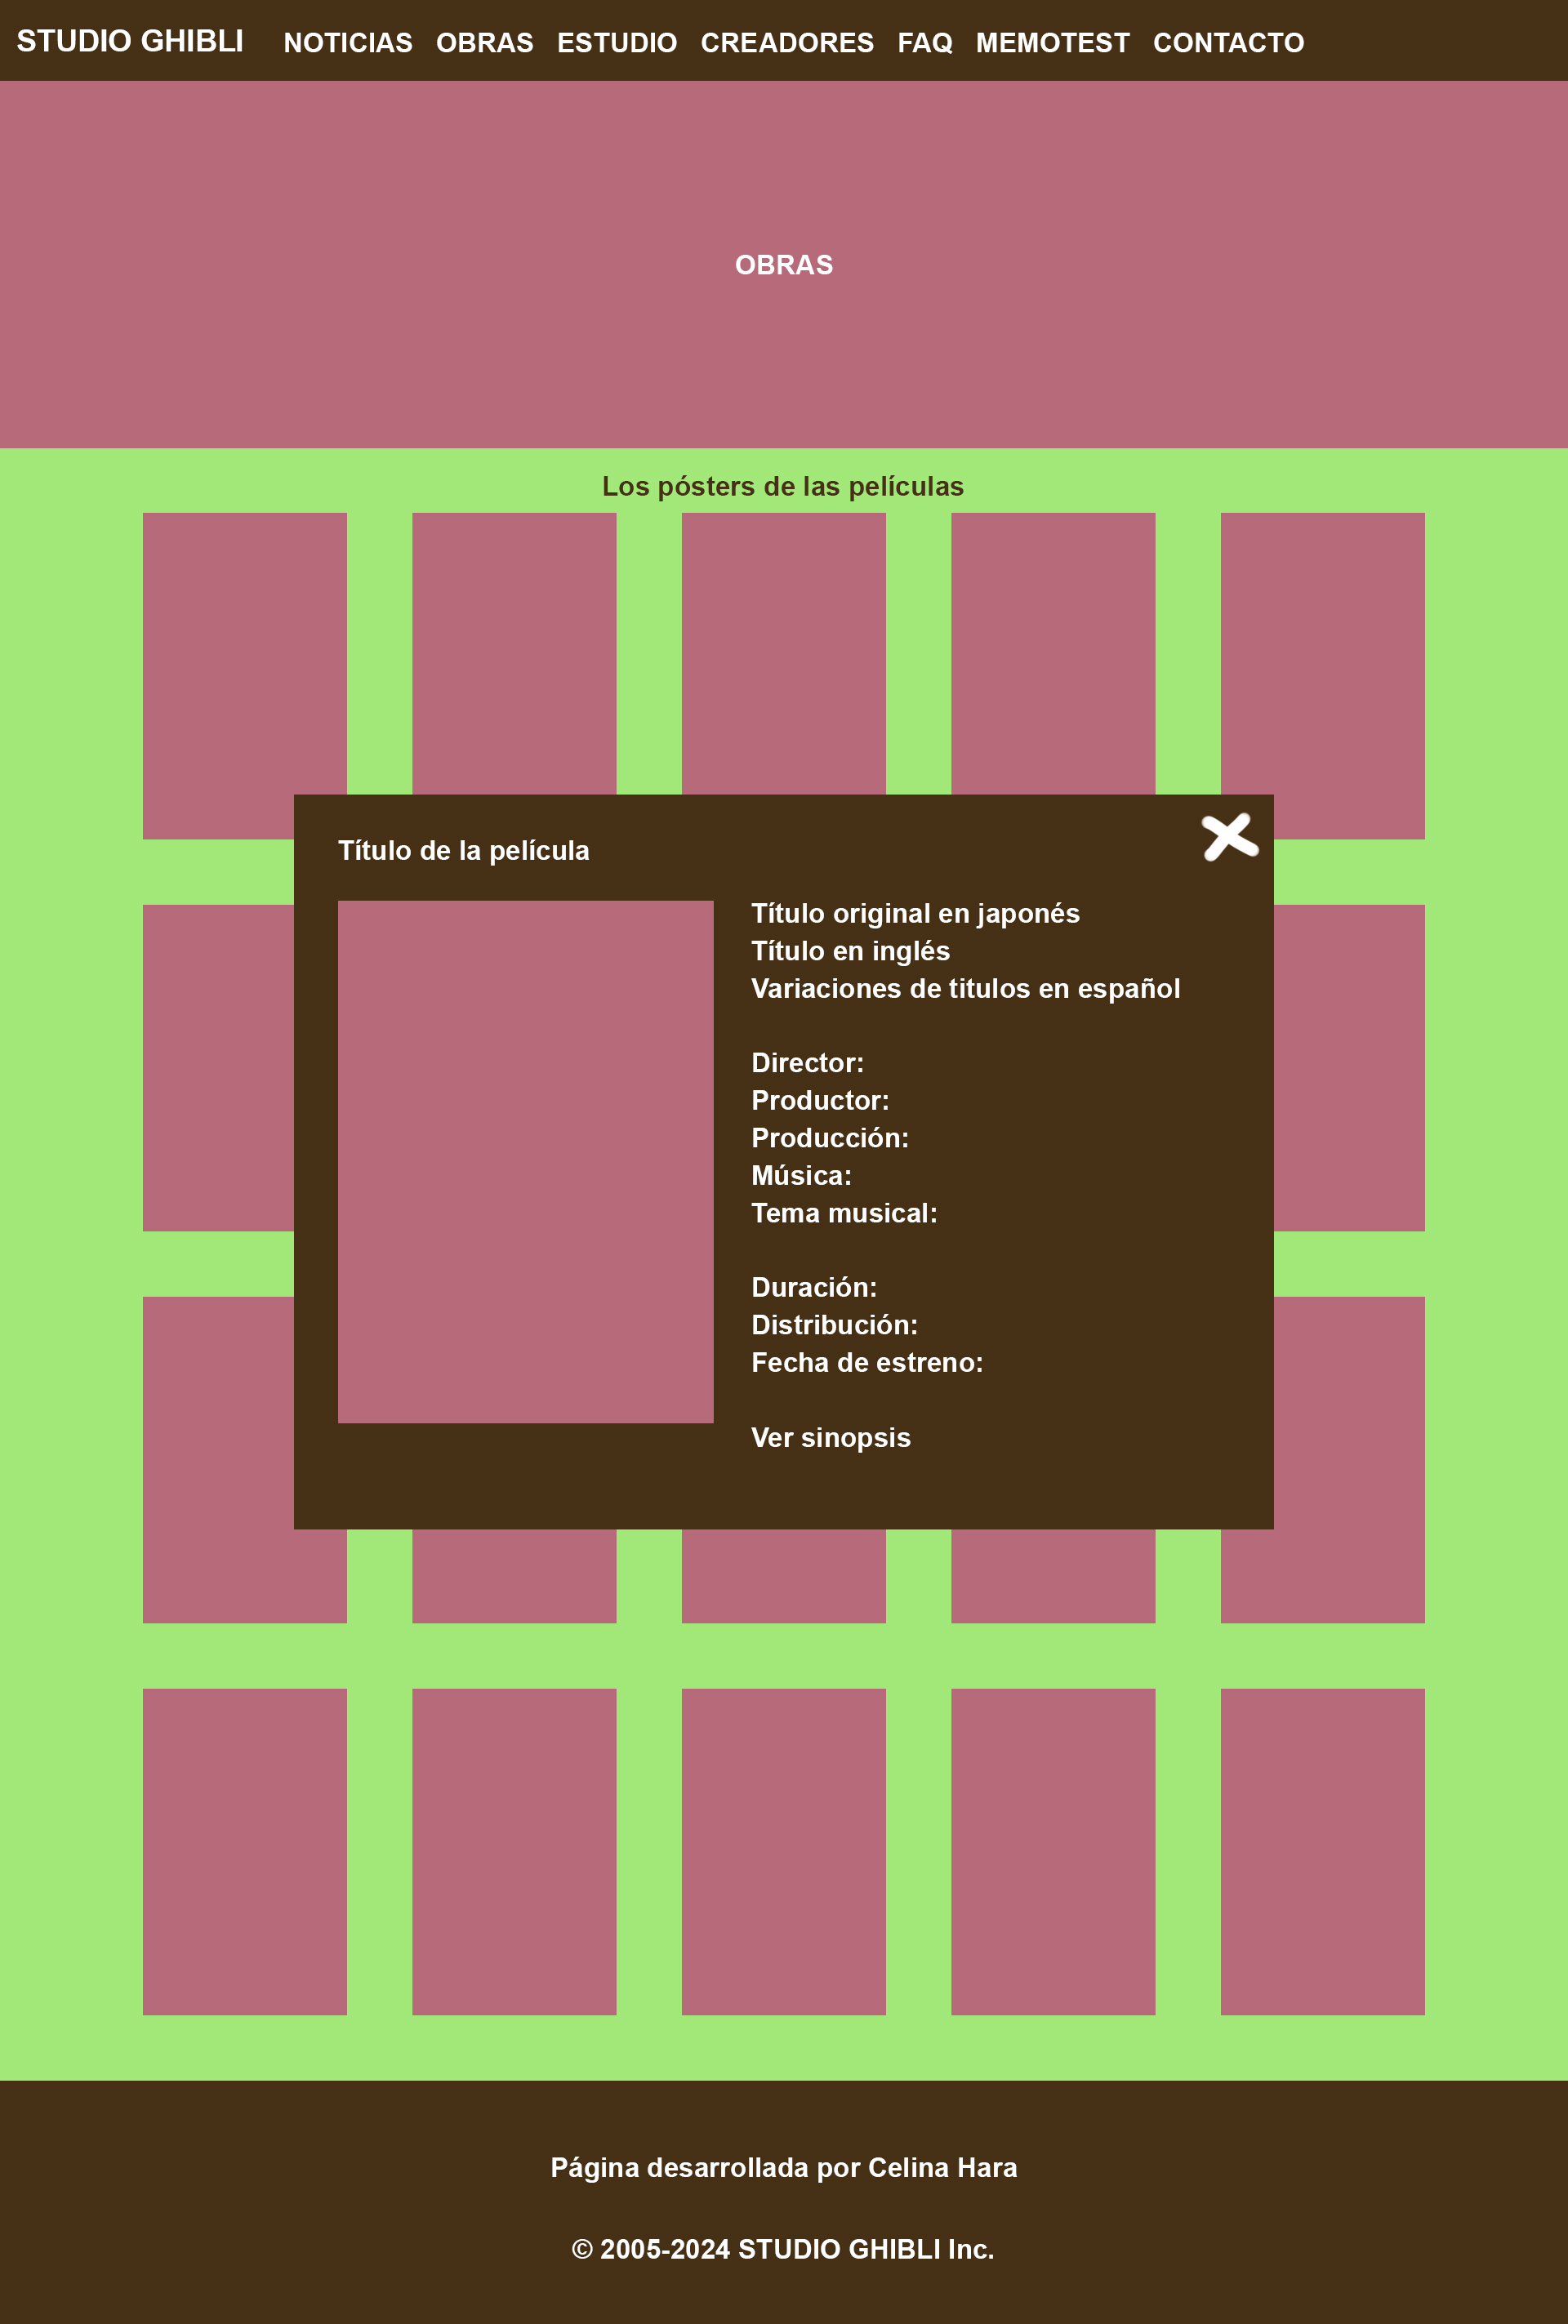 STUDIO GHIBLI NOTICIAS OBRAS ESTUDIO CREADORES FAQ MEMOTEST CONTACTO
OBRAS
Los pósters de las películas
Título de la película
Título original en japonés
Título en inglés
Variaciones de titulos en español
Director:
Productor:
Producción:
Música:
Tema musical:
Duración:
Distribución:
Fecha de estreno:
Ver sinopsis
Página desarrollada por Celina Hara
© 2005-2024 STUDIO GHIBLI Inc.